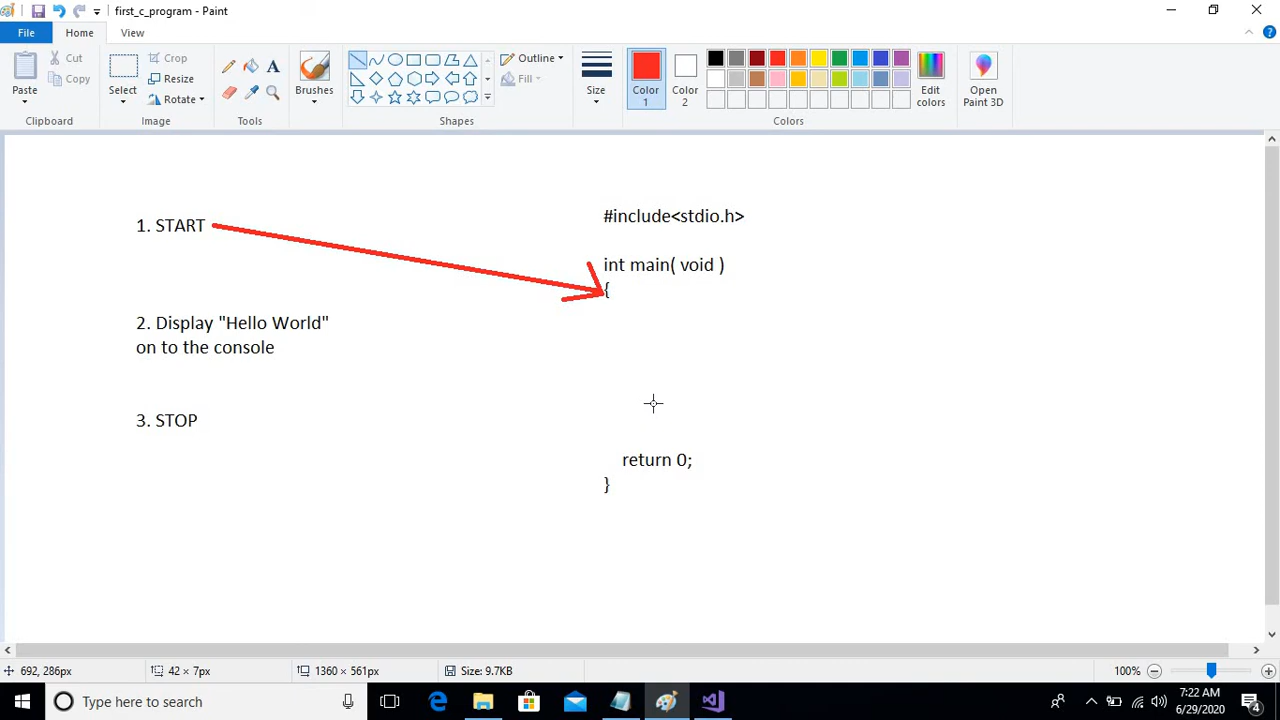 first_c_program - Paint
File
Home
View
Paste
Cut
Copy
Clipboard
Select
Crop
Resize
Rotate
Image
A
Tools
Brushes
Outline
Fill
Shapes
Size
Color 1
Color 2
Edit colors
Colors
Open Paint 3D
#include<stdio.h>
1. START
int main( void )
{
2. Display "Hello World"
on to the console
3. STOP
return 0;
}
692, 286px
42 × 7px
1360 × 561px
Size: 9.7KB
100%
Type here to search
7:22 AM
6/29/2020
4